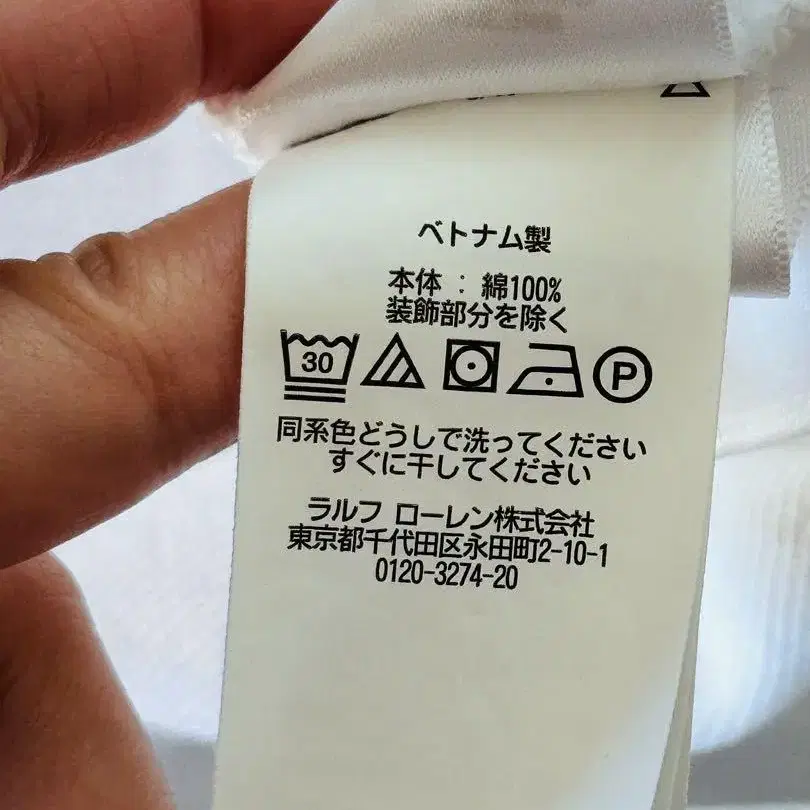 ベトナム製
本体 : 綿100%
装飾部分を除く
30 P
同系色どうしで洗ってください
すぐに干してください
ラルフ ローレン株式会社
東京都千代田区永田町2-10-1
0120-3274-20